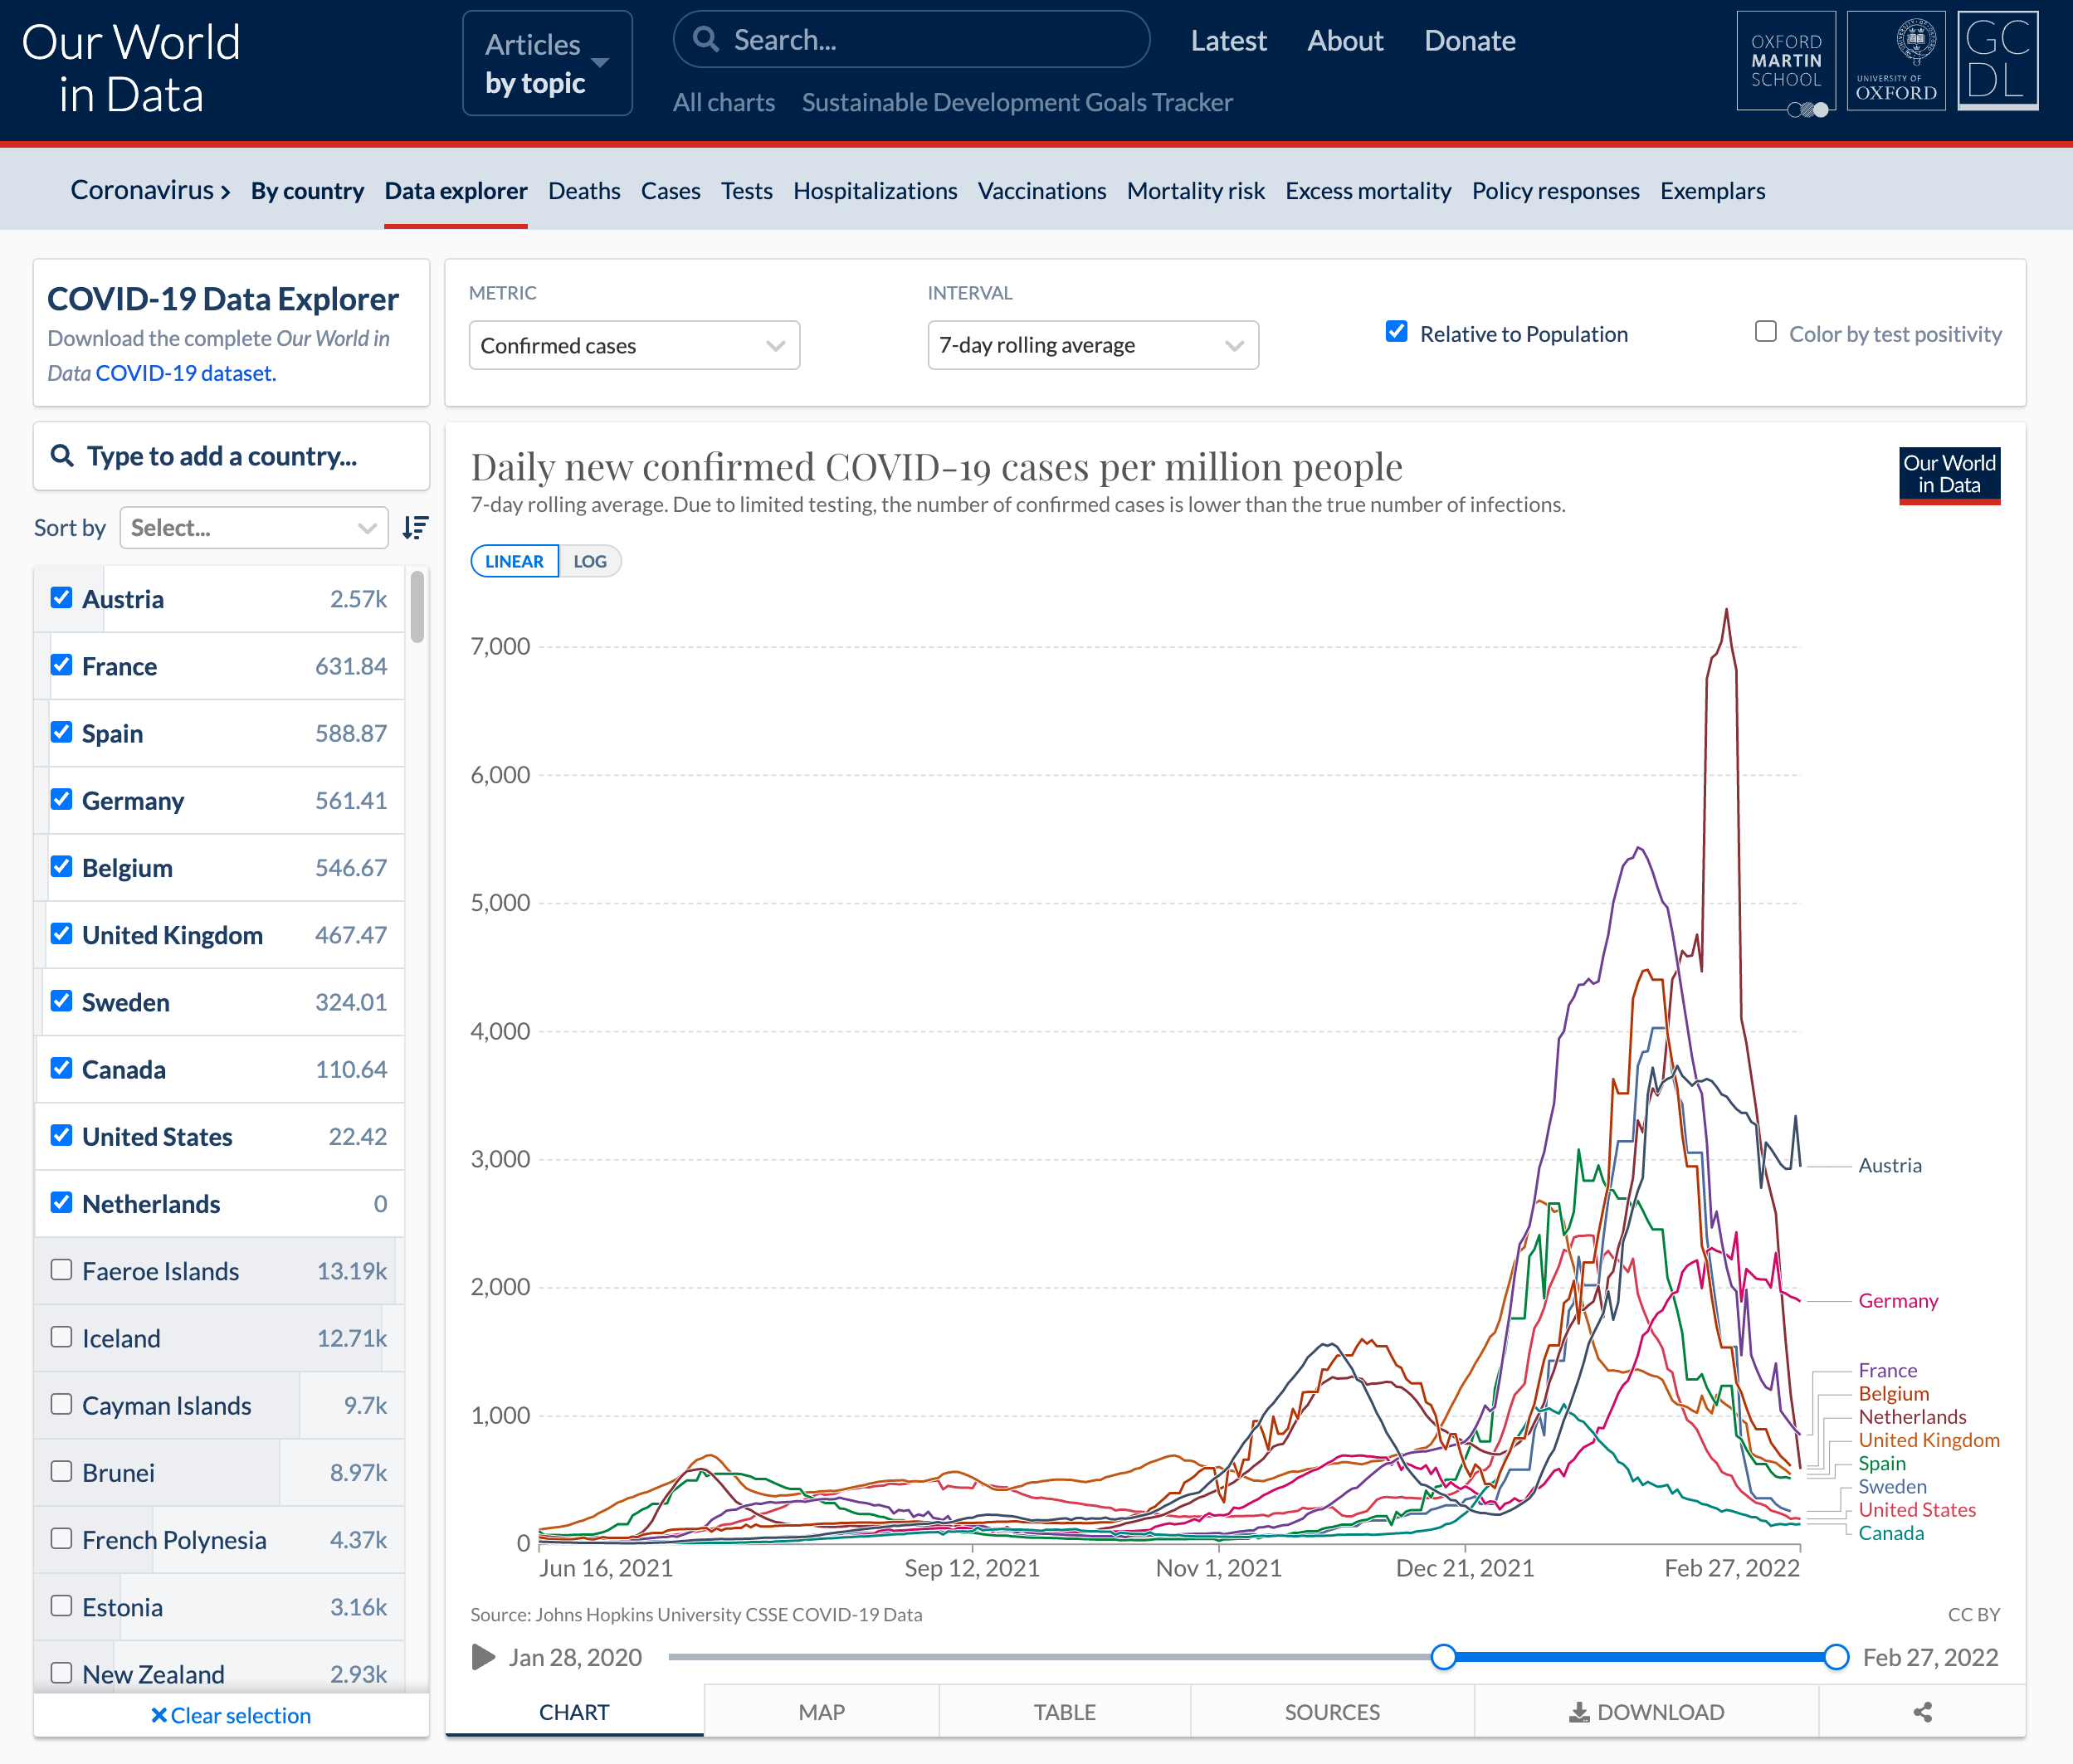 Our World
in Data
Articles
by topic
Search...
Latest
About
Donate
All charts
Sustainable Development Goals Tracker
OXFORD
MARTIN
SCHOOL
UNIVERSITY OF
OXFORD
GC
DL
Coronavirus › By country Data explorer Deaths Cases Tests Hospitalizations Vaccinations Mortality risk Excess mortality Policy responses Exemplars
COVID-19 Data Explorer
Download the complete Our World in
Data COVID-19 dataset.
METRIC
Confirmed cases
INTERVAL
7-day rolling average
Relative to Population
Color by test positivity
Type to add a country...
Sort by Select...
Austria 2.57k
France 631.84
Spain 588.87
Germany 561.41
Belgium 546.67
United Kingdom 467.47
Sweden 324.01
Canada 110.64
United States 22.42
Netherlands 0
Faeroe Islands 13.19k
Iceland 12.71k
Cayman Islands 9.7k
Brunei 8.97k
French Polynesia 4.37k
Estonia 3.16k
New Zealand 2.93k
Clear selection
Daily new confirmed COVID-19 cases per million people
7-day rolling average. Due to limited testing, the number of confirmed cases is lower than the true number of infections.
Our World
in Data
LINEAR LOG
7,000
6,000
5,000
4,000
3,000
2,000
1,000
0
Austria
Germany
France
Belgium
Netherlands
United Kingdom
Spain
Sweden
United States
Canada
Jun 16, 2021 Sep 12, 2021 Nov 1, 2021 Dec 21, 2021 Feb 27, 2022
Source: Johns Hopkins University CSSE COVID-19 Data
CC BY
Jan 28, 2020 Feb 27, 2022
CHART MAP TABLE SOURCES DOWNLOAD